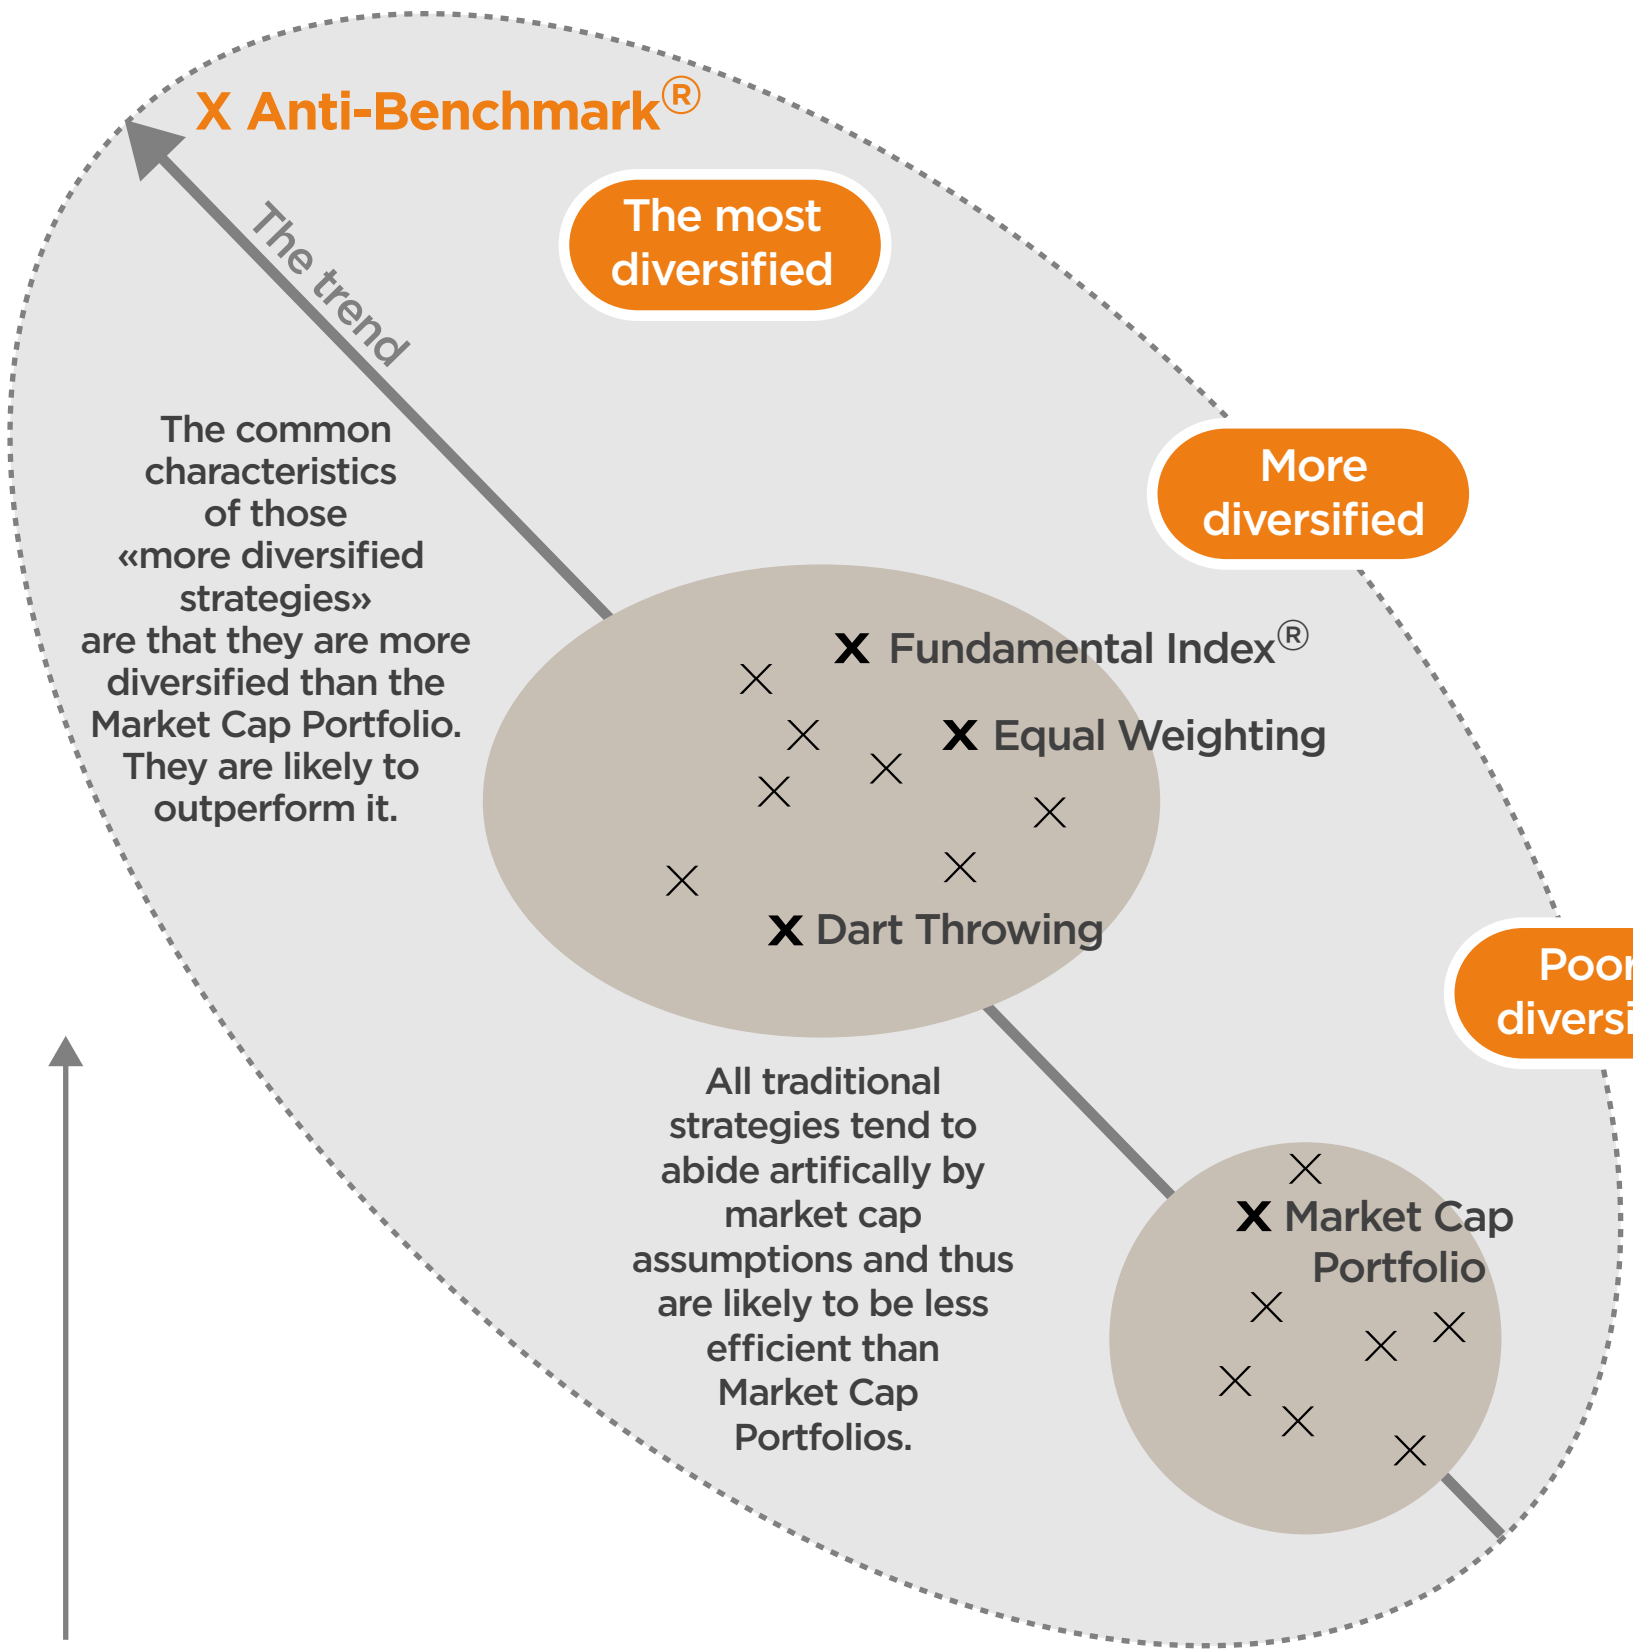 X Anti-Benchmark®
The most
diversified
The trend
More
diversified
The common
characteristics
of those
«more diversified
strategies»
are that they are more
diversified than the
Market Cap Portfolio.
They are likely to
outperform it.
X Fundamental Index®
X Equal Weighting
X Dart Throwing
Poor
diversi
All traditional
strategies tend to
abide artifically by
market cap
assumptions and thus
are likely to be less
efficient than
Market Cap
Portfolios.
X Market Cap
Portfolio